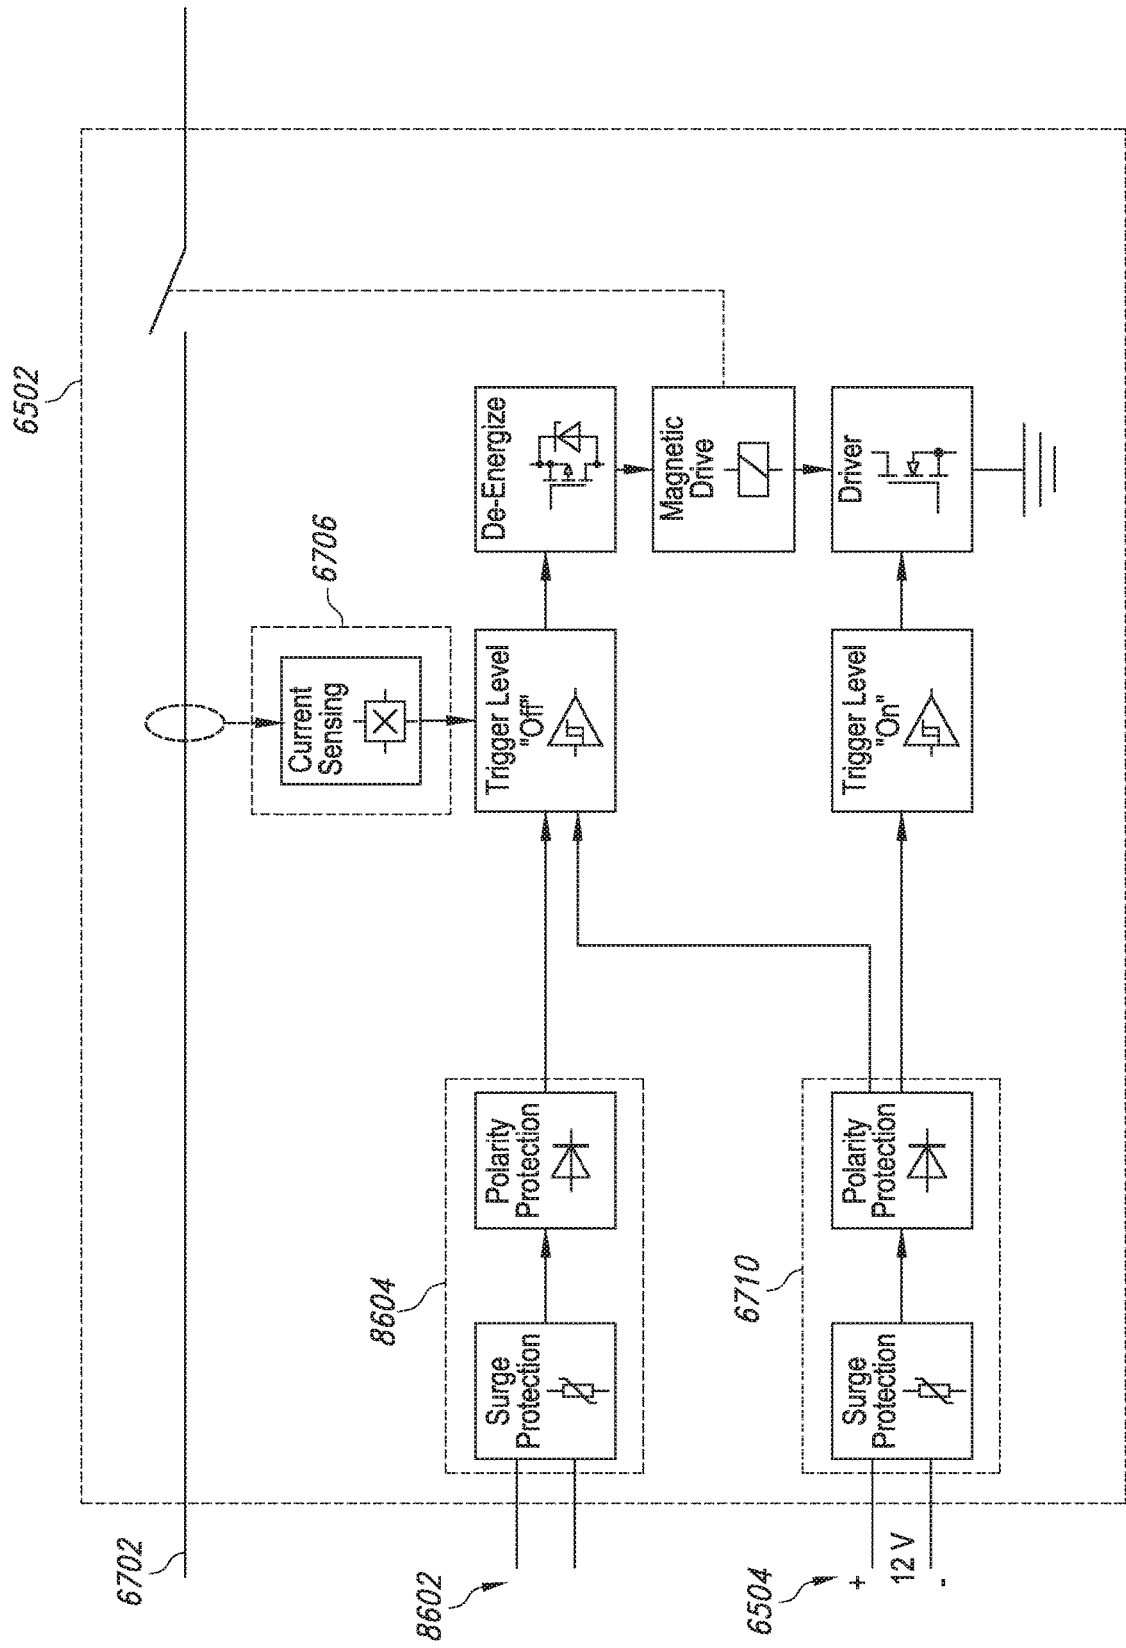 6502
6706
Current
Sensing
De-Energize
Magnetic
Drive
Driver
Trigger Level
"Off"
Trigger Level
"On"
8604
Surge
Protection
Polarity
Protection
6710
Surge
Protection
Polarity
Protection
6702
8602
6504
+
12 V
-